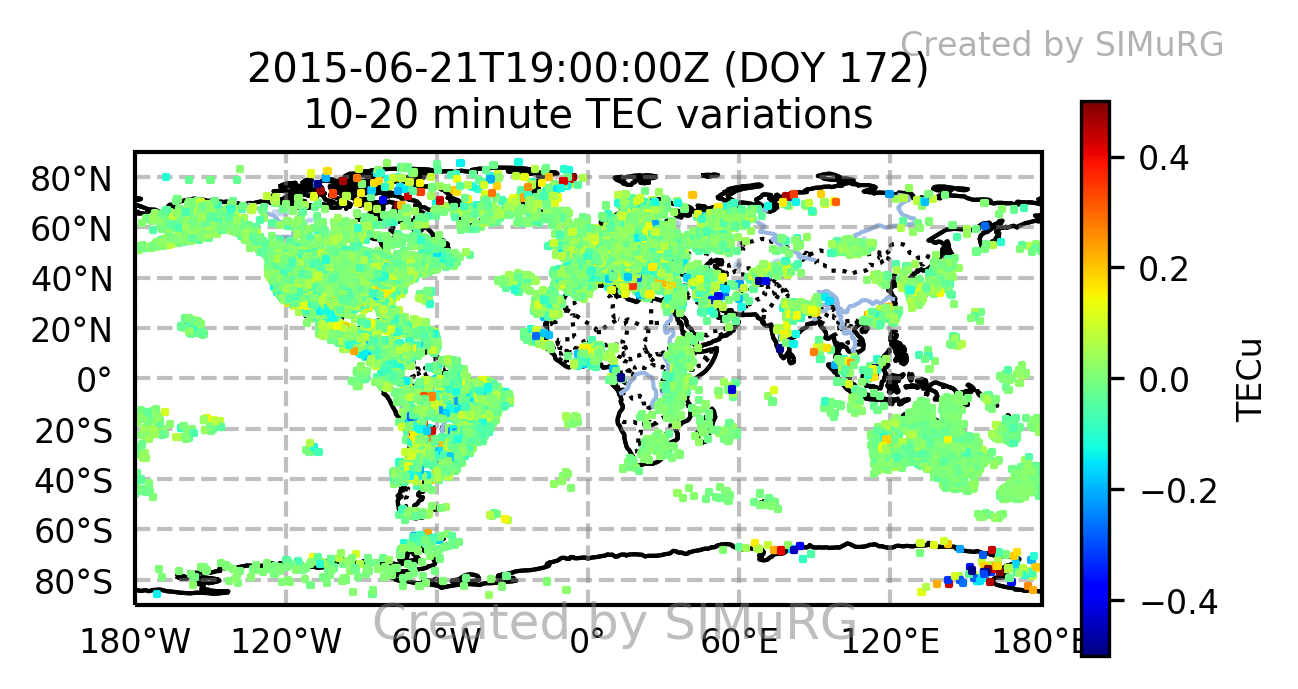 Created by SIMuRG
2015-06-21T19:00:00Z (DOY 172)
10-20 minute TEC variations
80°N
60°N
40°N
20°N
0°
20°S
40°S
60°S
80°S
180°W 120°W 60°W 0° 60°E 120°E 180°E
Created by SIMuRG
0.4
0.2
0.0
−0.2
−0.4
TECu